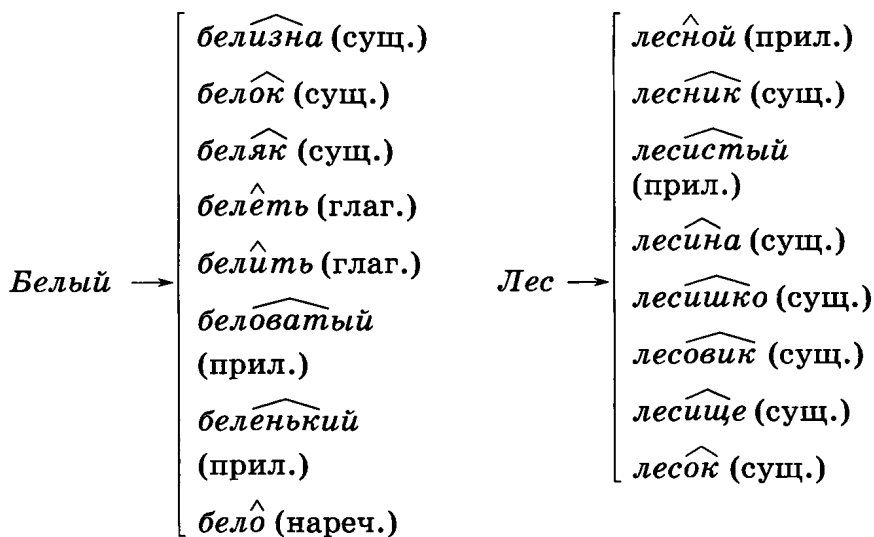 Белый →
белизна (сущ.)
белок (сущ.)
беляк (сущ.)
белеть (глаг.)
белить (глаг.)
беловатый
(прил.)
беленький
(прил.)
бело (нареч.)
Лес →
лесной (прил.)
лесник (сущ.)
лесистый
(прил.)
лесина (сущ.)
лесишко (сущ.)
лесовик (сущ.)
лесище (сущ.)
лесок (сущ.)